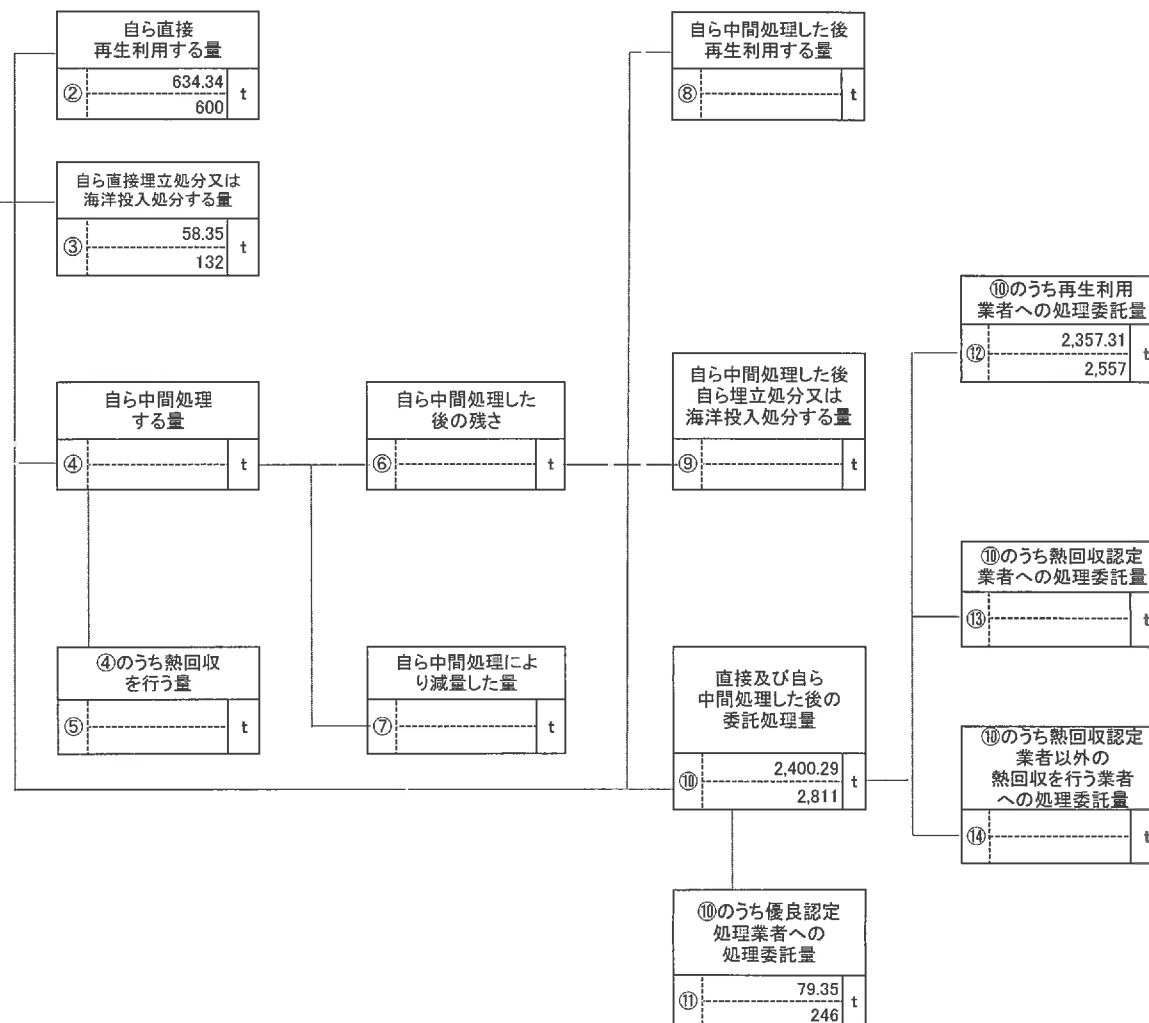 自ら直接
再生利用する量
② 634.34 t
600
自ら直接埋立処分又は
海洋投入処分する量
③ 58.35 t
132
自ら中間処理
する量
④ t
④のうち熱回収
を行う量
⑤ t
自ら中間処理した
後の残さ
⑥ t
自ら中間処理によ
り減量した量
⑦ t
自ら中間処理した後
再生利用する量
⑧ t
自ら中間処理した後
自ら埋立処分又は
海洋投入処分する量
⑨ t
直接及び自ら
中間処理した後の
委託処理量
⑩ 2,400.29 t
2,811
⑩のうち優良認定
処理業者への
処理委託量
⑪ 79.35 t
246
⑩のうち再生利用
業者への処理委託量
⑫ 2,357.31 t
2,557
⑩のうち熱回収認定
業者への処理委託量
⑬ t
⑩のうち熱回収認定
業者以外の
熱回収を行う業者
への処理委託量
⑭ t